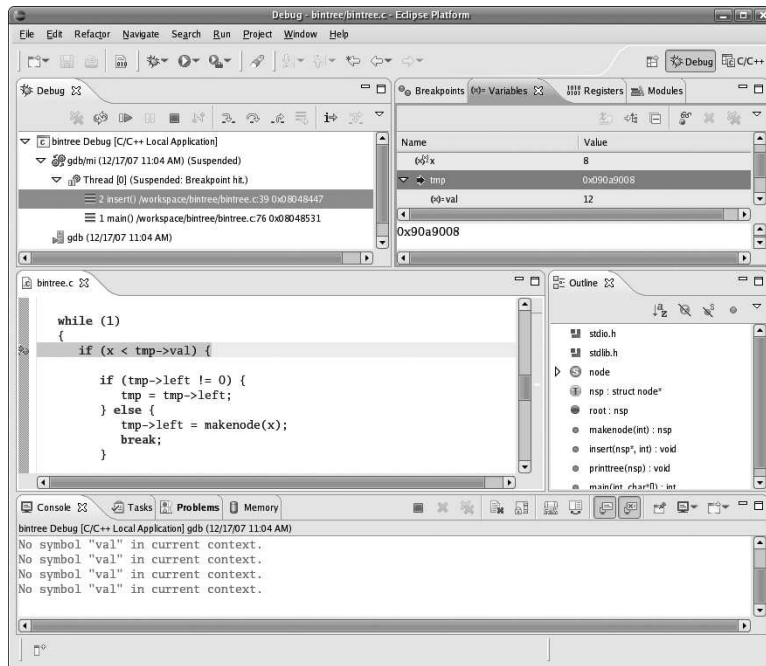 Debug - bintree/bintree.c - Eclipse Platform
File Edit Refactor Navigate Search Run Project Window Help
Debug C/C++
Debug
bintree Debug [C/C++ Local Application]
gdb/mi (12/17/07 11:04 AM) (Suspended)
Thread [0] (Suspended: Breakpoint hit.)
2 insert() /workspace/bintree/bintree.c:39 0x08048447
1 main() /workspace/bintree/bintree.c:76 0x08048531
gdb (12/17/07 11:04 AM)
Breakpoints (x)= Variables Registers Modules
Name Value
x 8
tmp 0x090a9008
(x)= val 12
0x90a9008
bintree.c
while (1)
{
if (x < tmp->val) {
if (tmp->left != 0) {
tmp = tmp->left;
} else {
tmp->left = makenode(x);
break;
}
Outline
stdio.h
stdlib.h
node
nsp : struct node*
root : nsp
makenode(int) : nsp
insert(nsp*, int) : void
printtree(nsp) : void
main(int, char*[]) : int
Console Tasks Problems Memory
bintree Debug [C/C++ Local Application] gdb (12/17/07 11:04 AM)
No symbol "val" in current context.
No symbol "val" in current context.
No symbol "val" in current context.
No symbol "val" in current context.